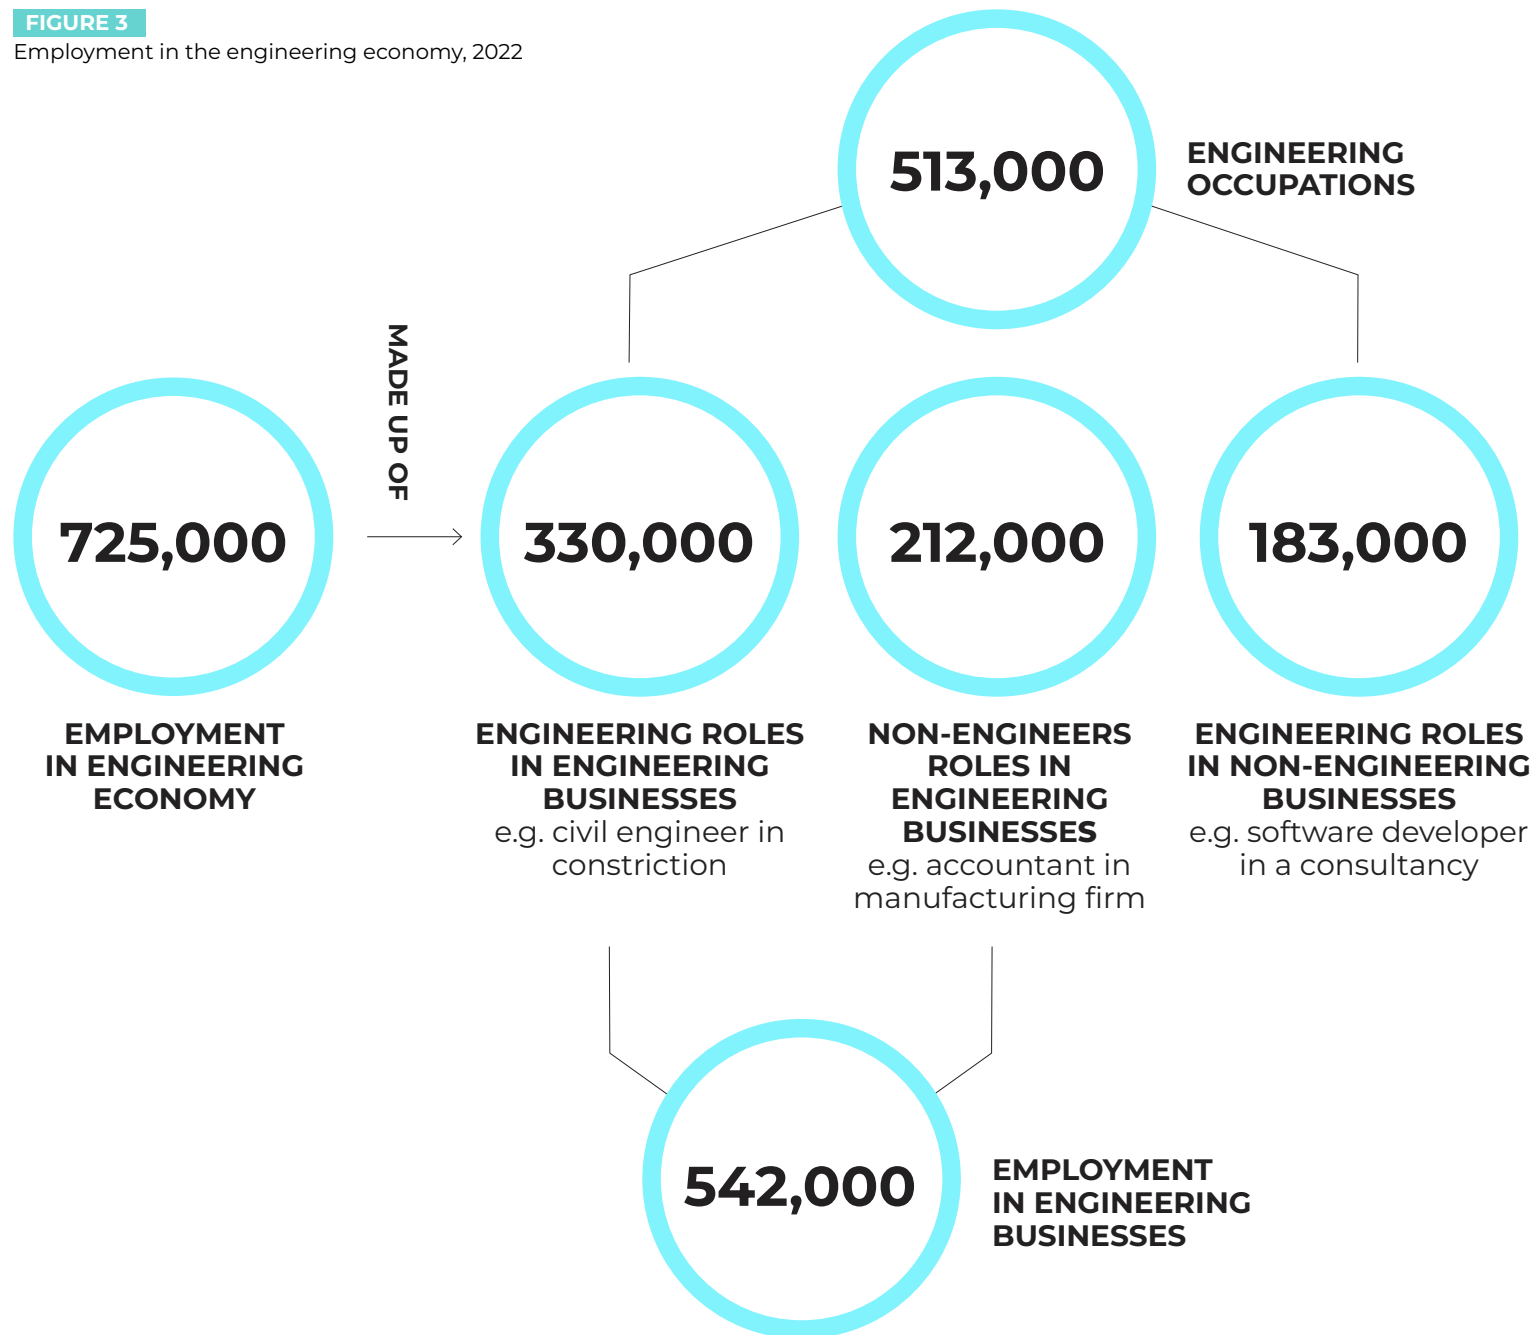 FIGURE 3
Employment in the engineering economy, 2022
513,000
ENGINEERING
OCCUPATIONS
MADE UP OF
725,000
EMPLOYMENT
IN ENGINEERING
ECONOMY
330,000
ENGINEERING ROLES
IN ENGINEERING
BUSINESSES
e.g. civil engineer in
constriction
212,000
NON-ENGINEERS
ROLES IN
ENGINEERING
BUSINESSES
e.g. accountant in
manufacturing firm
183,000
ENGINEERING ROLES
IN NON-ENGINEERING
BUSINESSES
e.g. software developer
in a consultancy
542,000
EMPLOYMENT
IN ENGINEERING
BUSINESSES